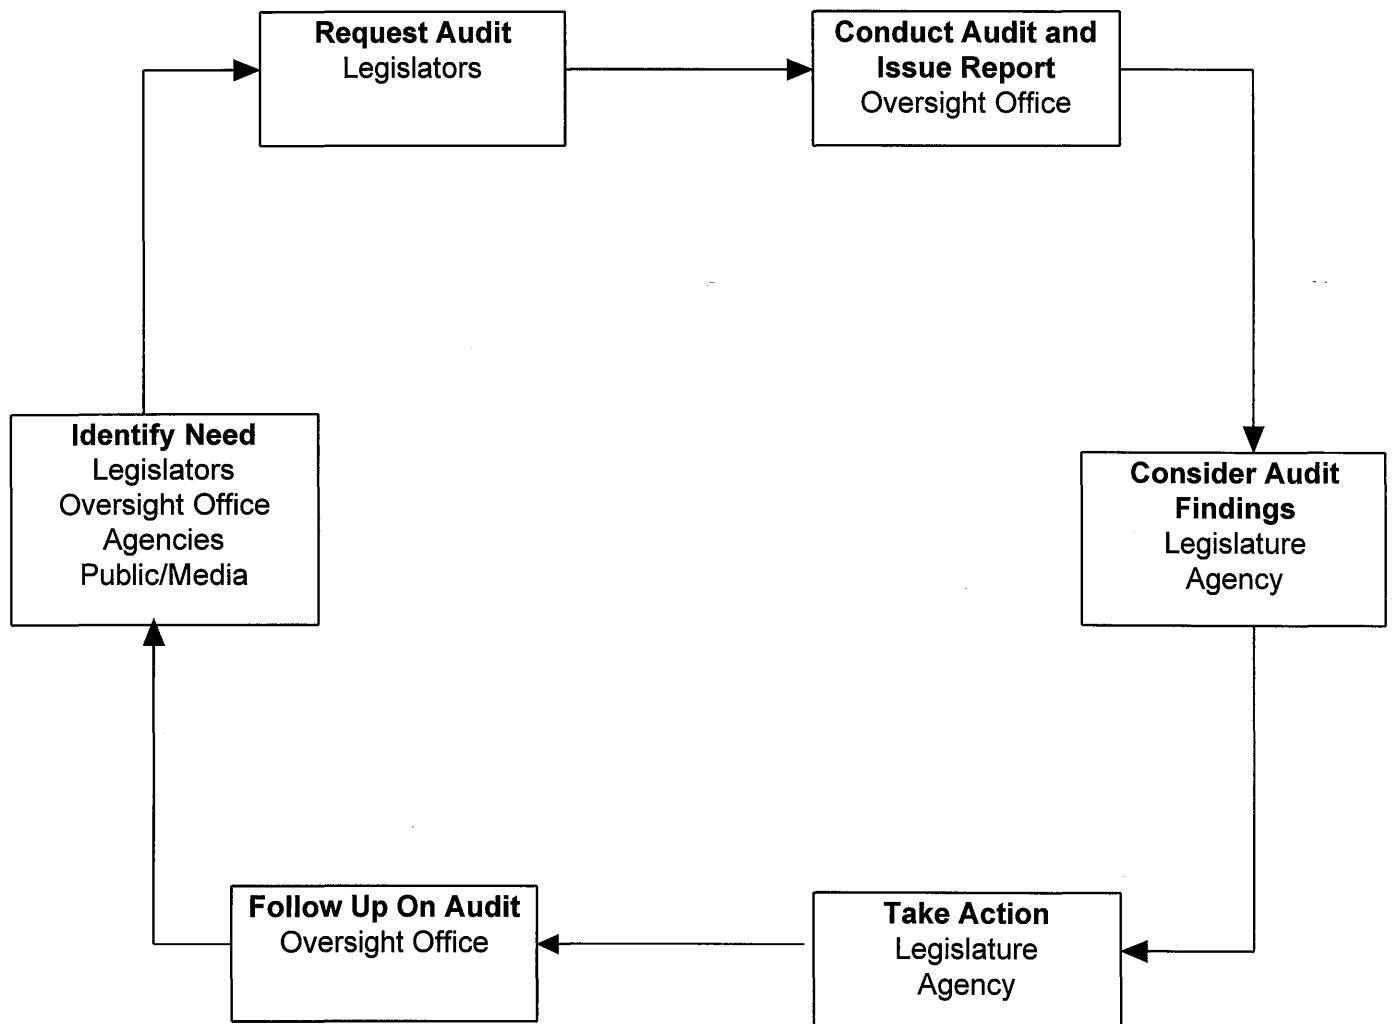 Request Audit
Legislators
Conduct Audit and
Issue Report
Oversight Office
Identify Need
Legislators
Oversight Office
Agencies
Public/Media
Consider Audit
Findings
Legislature
Agency
Follow Up On Audit
Oversight Office
Take Action
Legislature
Agency